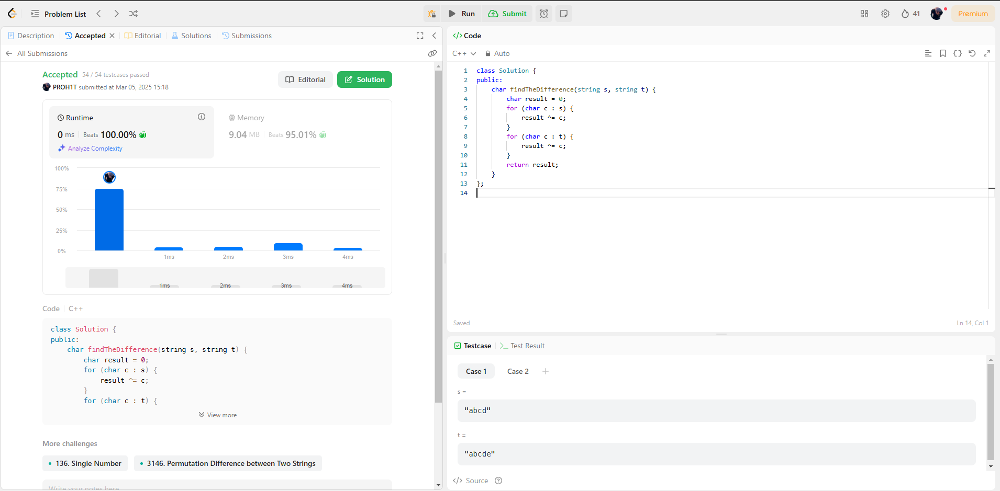 Problem List
Run
Submit
41
Premium
Description
Accepted
Editorial
Solutions
Submissions
All Submissions
Accepted 54 / 54 testcases passed
PROH1T submitted at Mar 05, 2025 15:18
Editorial
Solution
Runtime
0 ms Beats 100.00%
Analyze Complexity
Memory
9.04 MB Beats 95.01%
100%
75%
50%
25%
0%
1ms 2ms 3ms 4ms
1ms 2ms 3ms 4ms
Code C++
class Solution {
public:
    char findTheDifference(string s, string t) {
        char result = 0;
        for (char c : s) {
            result ^= c;
        }
        for (char c : t) {
View more
More challenges
136. Single Number
3146. Permutation Difference between Two Strings
Write your notes here
</> Code
C++
Auto
1 class Solution {
2 public:
3     char findTheDifference(string s, string t) {
4         char result = 0;
5         for (char c : s) {
6             result ^= c;
7         }
8         for (char c : t) {
9             result ^= c;
10         }
11         return result;
12     }
13 };
14
Saved
Ln 14, Col 1
Testcase
Test Result
Case 1
Case 2
+
s =
"abcd"
t =
"abcde"
</> Source